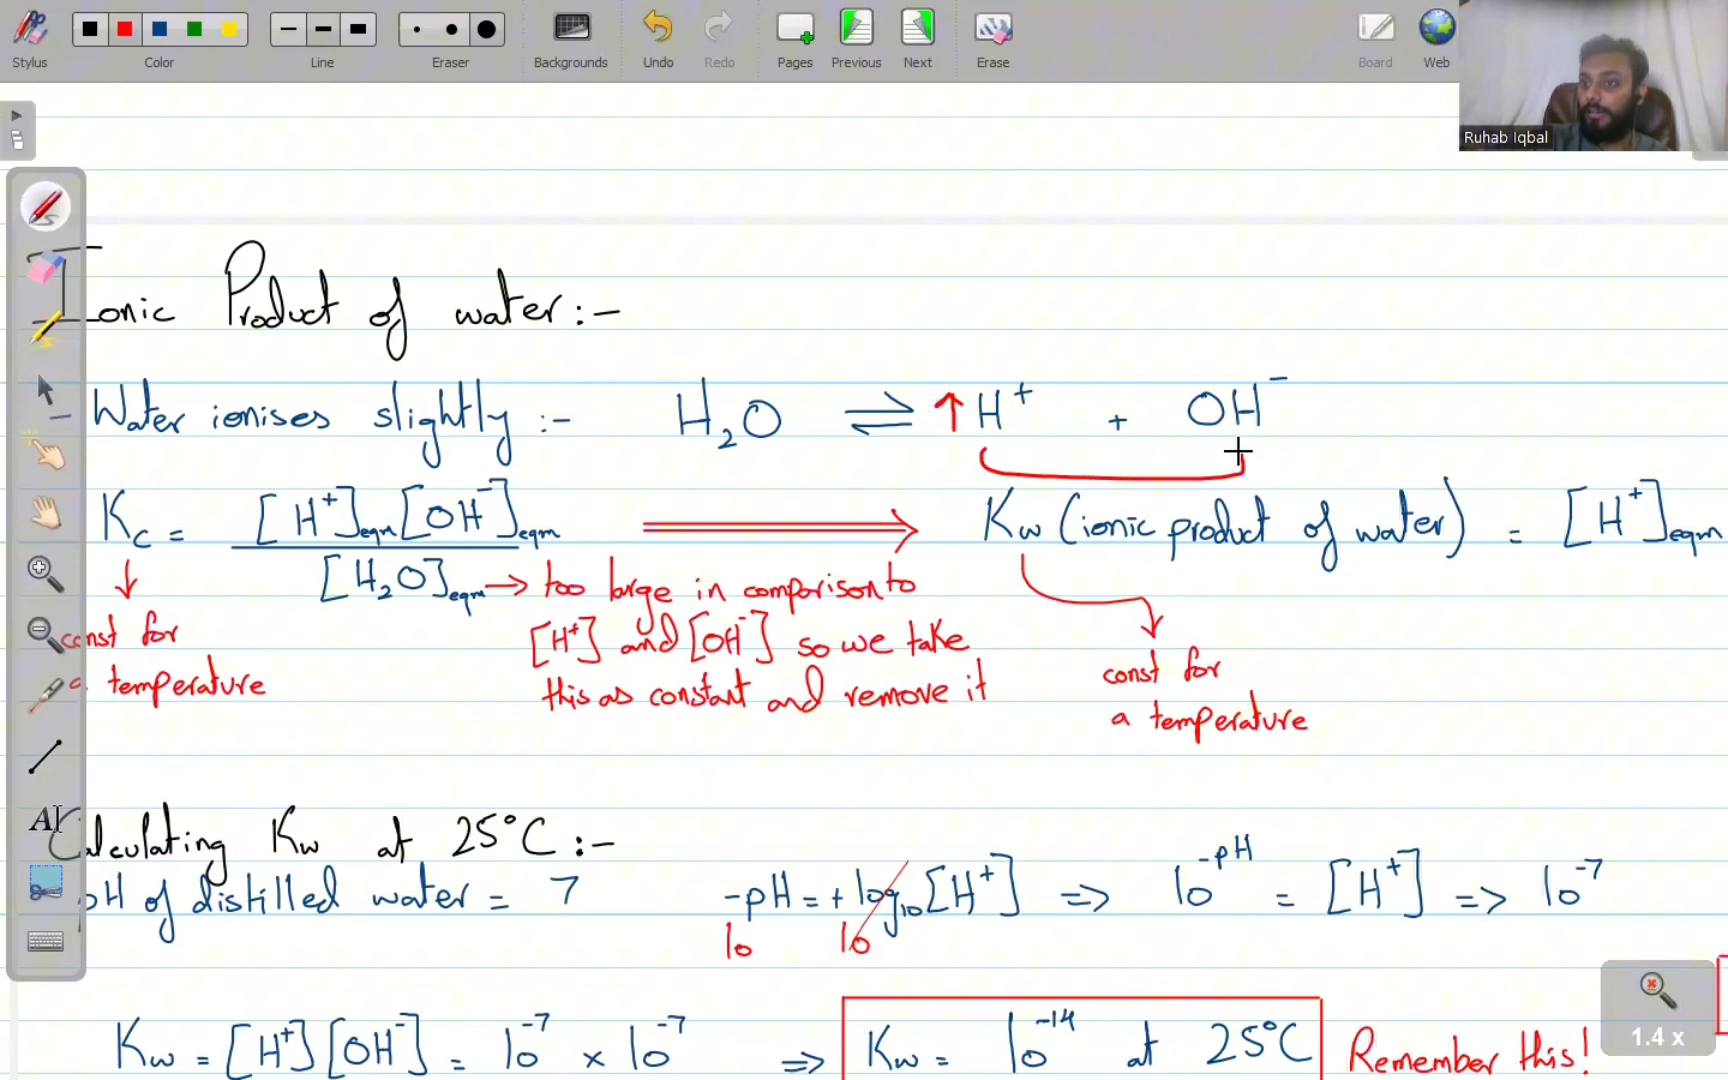 Stylus Color Line Eraser Backgrounds Undo Redo Pages Previous Next Erase Board Web
Ruhab Iqbal
Ionic Product of water:-
- Water ionises slightly :- H₂O ⇌ ↑ H⁺ + OH⁻
Kc = [H⁺]eqm [OH⁻]eqm / [H₂O]eqm ⟹ Kw (ionic product of water) = [H⁺]eqm
→ too large in comparison to
[H⁺] and [OH⁻] so we take
this as constant and remove it
const for
a temperature
const for
a temperature
Calculating Kw at 25°C :-
pH of distilled water = 7 -pH = + log₁₀ [H⁺] => 10^-pH = [H⁺] => 10⁻⁷
10 10
Kw = [H⁺][OH⁻] = 10⁻⁷ × 10⁻⁷ => Kw = 10⁻¹⁴ at 25°C Remember this!
1.4 x